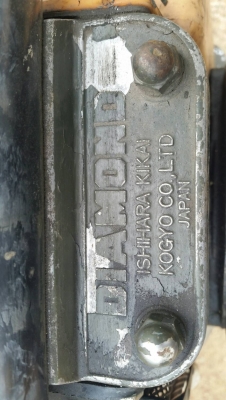 DIAMOND
ISHIHARA KIKAI
KOGYO CO.,LTD
JAPAN